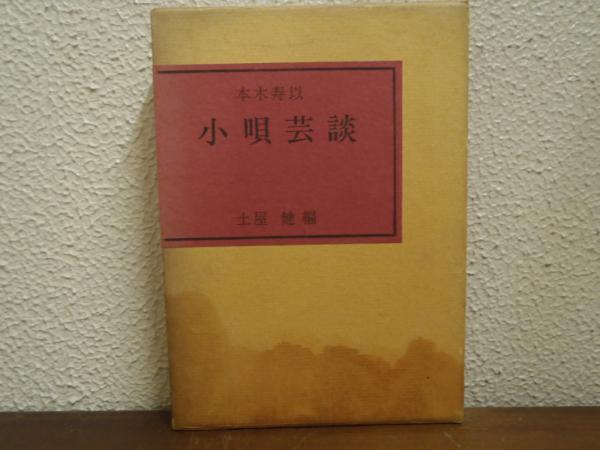 本木寿以
小唄芸談
土屋 健編